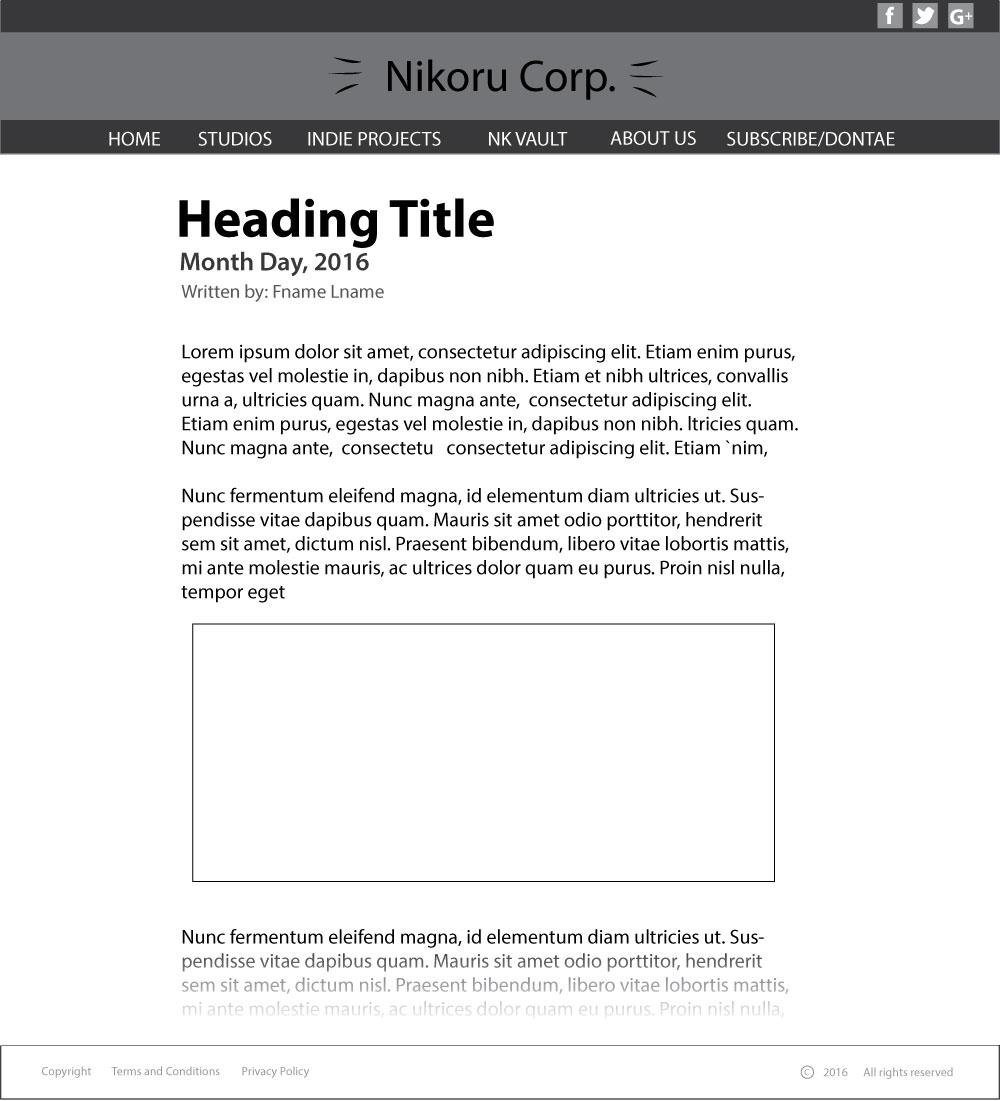 f G+
Nikoru Corp.
HOME STUDIOS INDIE PROJECTS NK VAULT ABOUT US SUBSCRIBE/DONTAE
Heading Title
Month Day, 2016
Written by: Fname Lname
Lorem ipsum dolor sit amet, consectetur adipiscing elit. Etiam enim purus,
egestas vel molestie in, dapibus non nibh. Etiam et nibh ultrices, convallis
urna a, ultricies quam. Nunc magna ante,  consectetur adipiscing elit.
Etiam enim purus, egestas vel molestie in, dapibus non nibh. ltricies quam.
Nunc magna ante,  consectetu   consectetur adipiscing elit. Etiam `nim,
Nunc fermentum eleifend magna, id elementum diam ultricies ut. Sus-
pendisse vitae dapibus quam. Mauris sit amet odio porttitor, hendrerit
sem sit amet, dictum nisl. Praesent bibendum, libero vitae lobortis mattis,
mi ante molestie mauris, ac ultrices dolor quam eu purus. Proin nisl nulla,
tempor eget
Nunc fermentum eleifend magna, id elementum diam ultricies ut. Sus-
pendisse vitae dapibus quam. Mauris sit amet odio porttitor, hendrerit
sem sit amet, dictum nisl. Praesent bibendum, libero vitae lobortis mattis,
mi ante molestie mauris, ac ultrices dolor quam eu purus. Proin nisl nulla,
Copyright Terms and Conditions Privacy Policy © 2016 All rights reserved